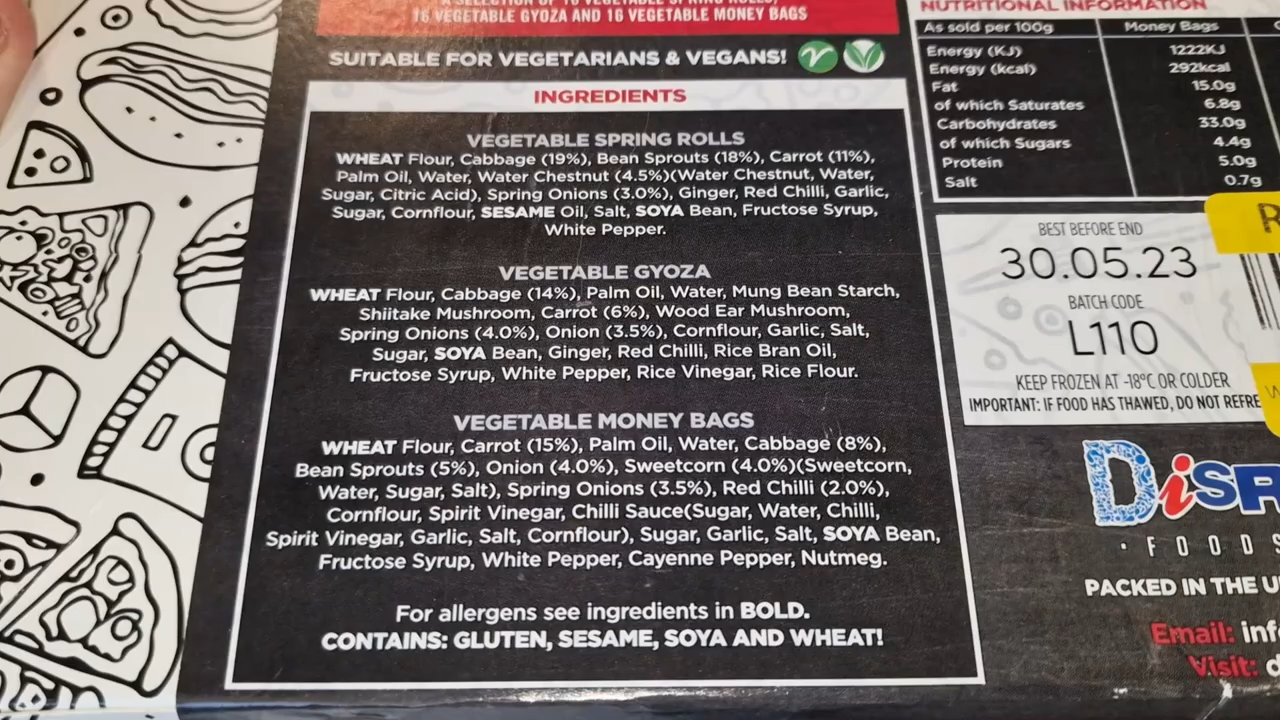 16 VEGETABLE GYOZA AND 16 VEGETABLE MONEY BAGS
SUITABLE FOR VEGETARIANS & VEGANS!
INGREDIENTS
VEGETABLE SPRING ROLLS
WHEAT Flour, Cabbage (19%), Bean Sprouts (18%), Carrot (11%),
Palm Oil, Water, Water Chestnut (4.5%)(Water Chestnut, Water,
Sugar, Citric Acid), Spring Onions (3.0%), Ginger, Red Chilli, Garlic,
Sugar, Cornflour, SESAME Oil, Salt, SOYA Bean, Fructose Syrup,
White Pepper.
VEGETABLE GYOZA
WHEAT Flour, Cabbage (14%), Palm Oil, Water, Mung Bean Starch,
Shiitake Mushroom, Carrot (6%), Wood Ear Mushroom,
Spring Onions (4.0%), Onion (3.5%), Cornflour, Garlic, Salt,
Sugar, SOYA Bean, Ginger, Red Chilli, Rice Bran Oil,
Fructose Syrup, White Pepper, Rice Vinegar, Rice Flour.
VEGETABLE MONEY BAGS
WHEAT Flour, Carrot (15%), Palm Oil, Water, Cabbage (8%),
Bean Sprouts (5%), Onion (4.0%), Sweetcorn (4.0%)(Sweetcorn,
Water, Sugar, Salt), Spring Onions (3.5%), Red Chilli (2.0%),
Cornflour, Spirit Vinegar, Chilli Sauce(Sugar, Water, Chilli,
Spirit Vinegar, Garlic, Salt, Cornflour), Sugar, Garlic, Salt, SOYA Bean,
Fructose Syrup, White Pepper, Cayenne Pepper, Nutmeg.
For allergens see ingredients in BOLD.
CONTAINS: GLUTEN, SESAME, SOYA AND WHEAT!
NUTRITIONAL INFORMATION
As sold per 100g Money Bags
Energy (KJ) 1222KJ
Energy (kcal) 292kcal
Fat 15.0g
of which Saturates 6.8g
Carbohydrates 33.0g
of which Sugars 4.4g
Protein 5.0g
Salt 0.7g
BEST BEFORE END
30.05.23
BATCH CODE
L110
KEEP FROZEN AT -18°C OR COLDER
IMPORTANT: IF FOOD HAS THAWED, DO NOT REFRE
DiSP
FOODS
PACKED IN THE U
Email: inf
Visit: d